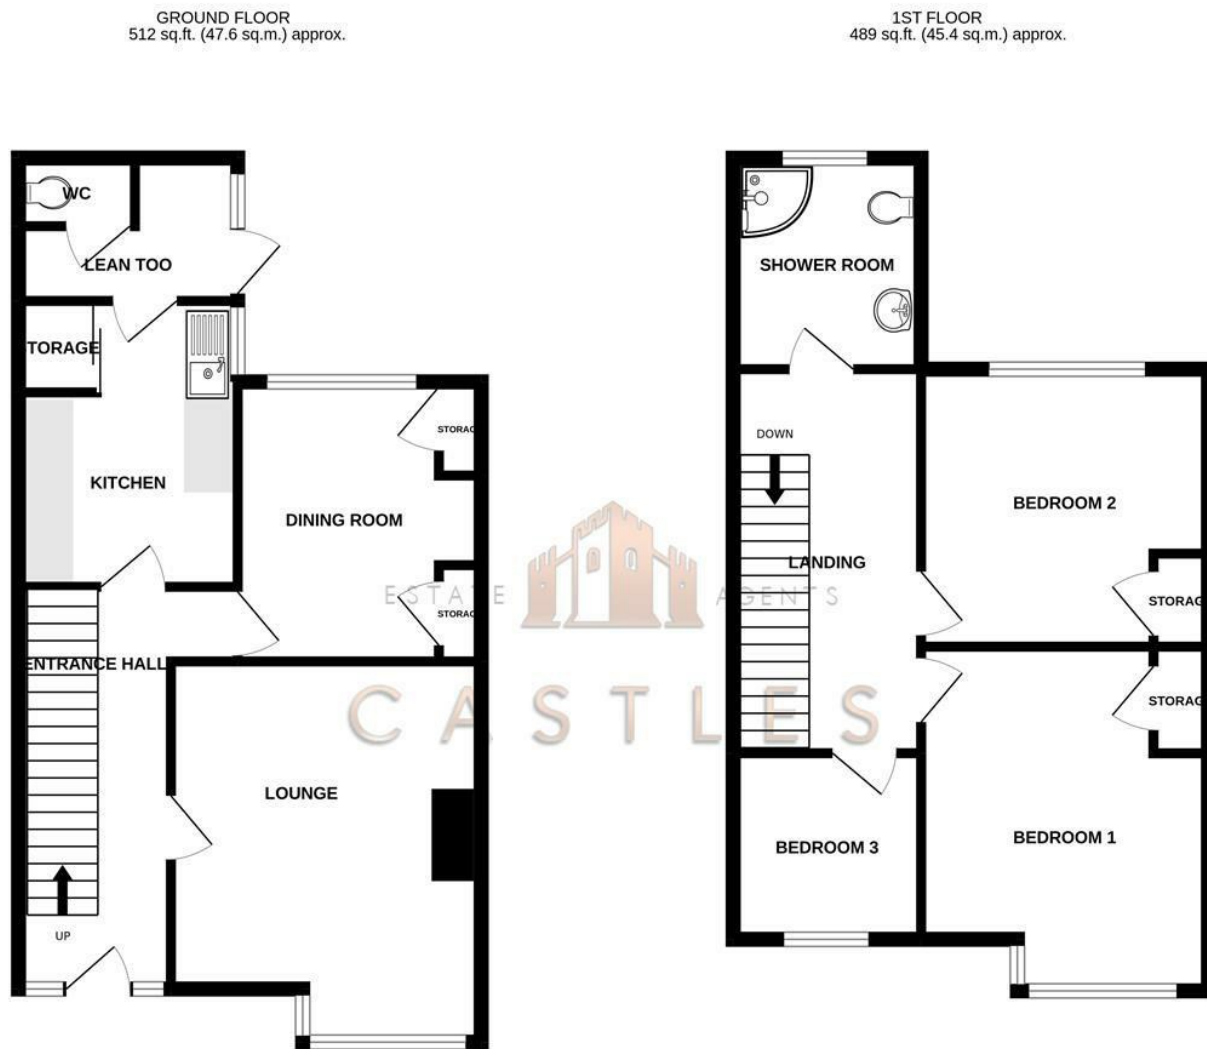 GROUND FLOOR
512 sq.ft. (47.6 sq.m.) approx.
1ST FLOOR
489 sq.ft. (45.4 sq.m.) approx.
WC
LEAN TOO
TORAGE
KITCHEN
STORAG
DINING ROOM
STORAG
ENTRANCE HALL
LOUNGE
UP
SHOWER ROOM
DOWN
BEDROOM 2
LANDING
STORAG
STORAG
BEDROOM 1
BEDROOM 3
ESTATE AGENTS
CASTLES